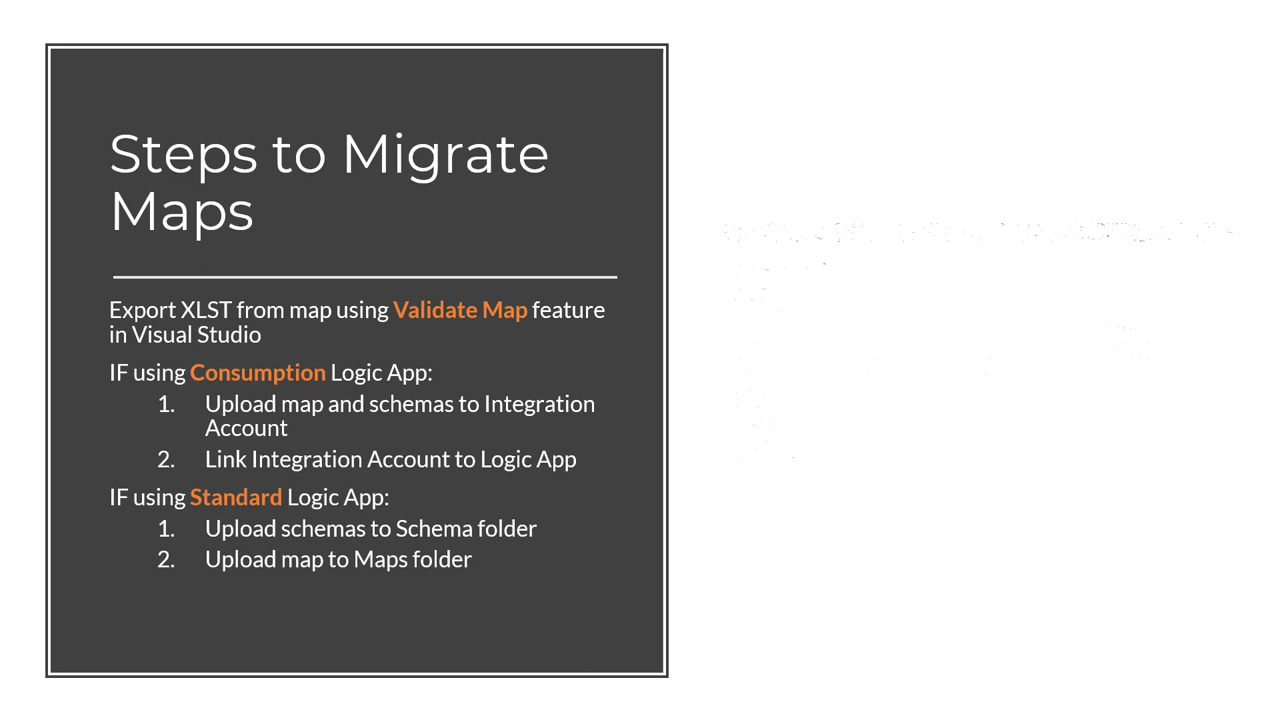 Steps to Migrate
Maps
Export XLST from map using Validate Map feature
in Visual Studio
IF using Consumption Logic App:
1. Upload map and schemas to Integration
Account
2. Link Integration Account to Logic App
IF using Standard Logic App:
1. Upload schemas to Schema folder
2. Upload map to Maps folder